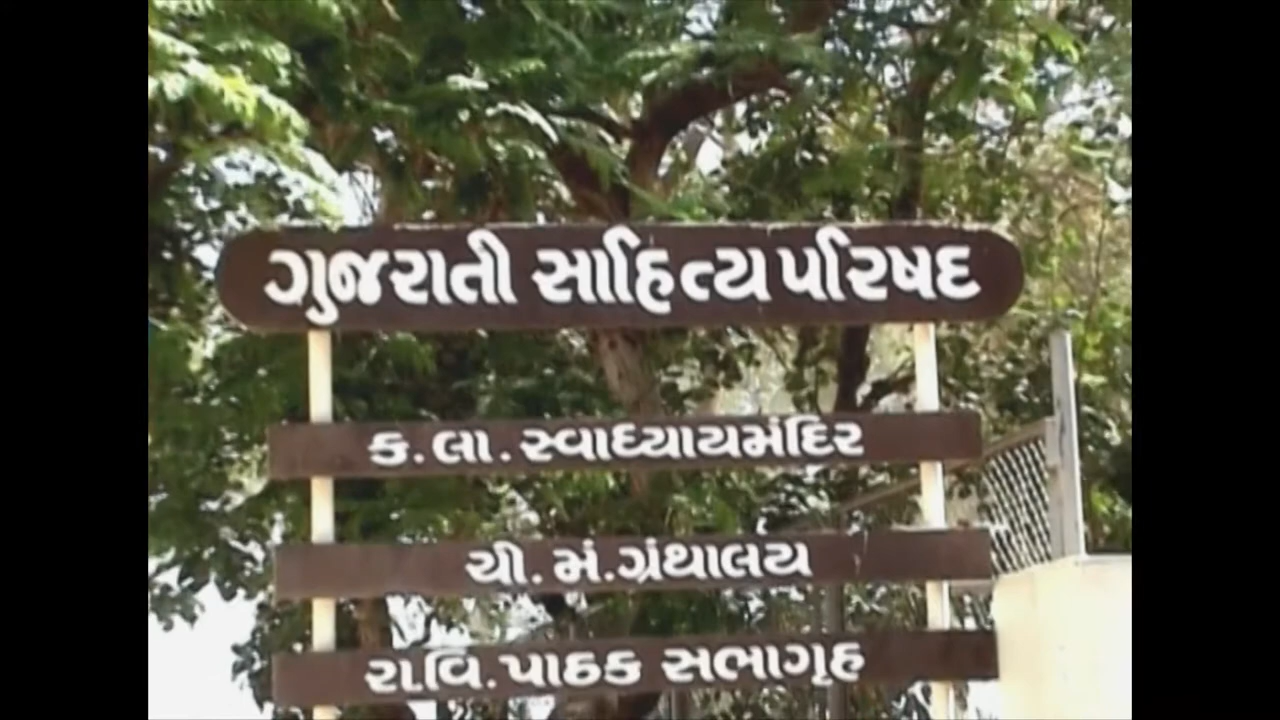 ગુજરાતી સાહિત્ય પરિષદ
ક. લા. સ્વાધ્યાયમંદિર
ચી. મં. ગ્રંથાલય
રા.વિ. પાઠક સભાગૃહ